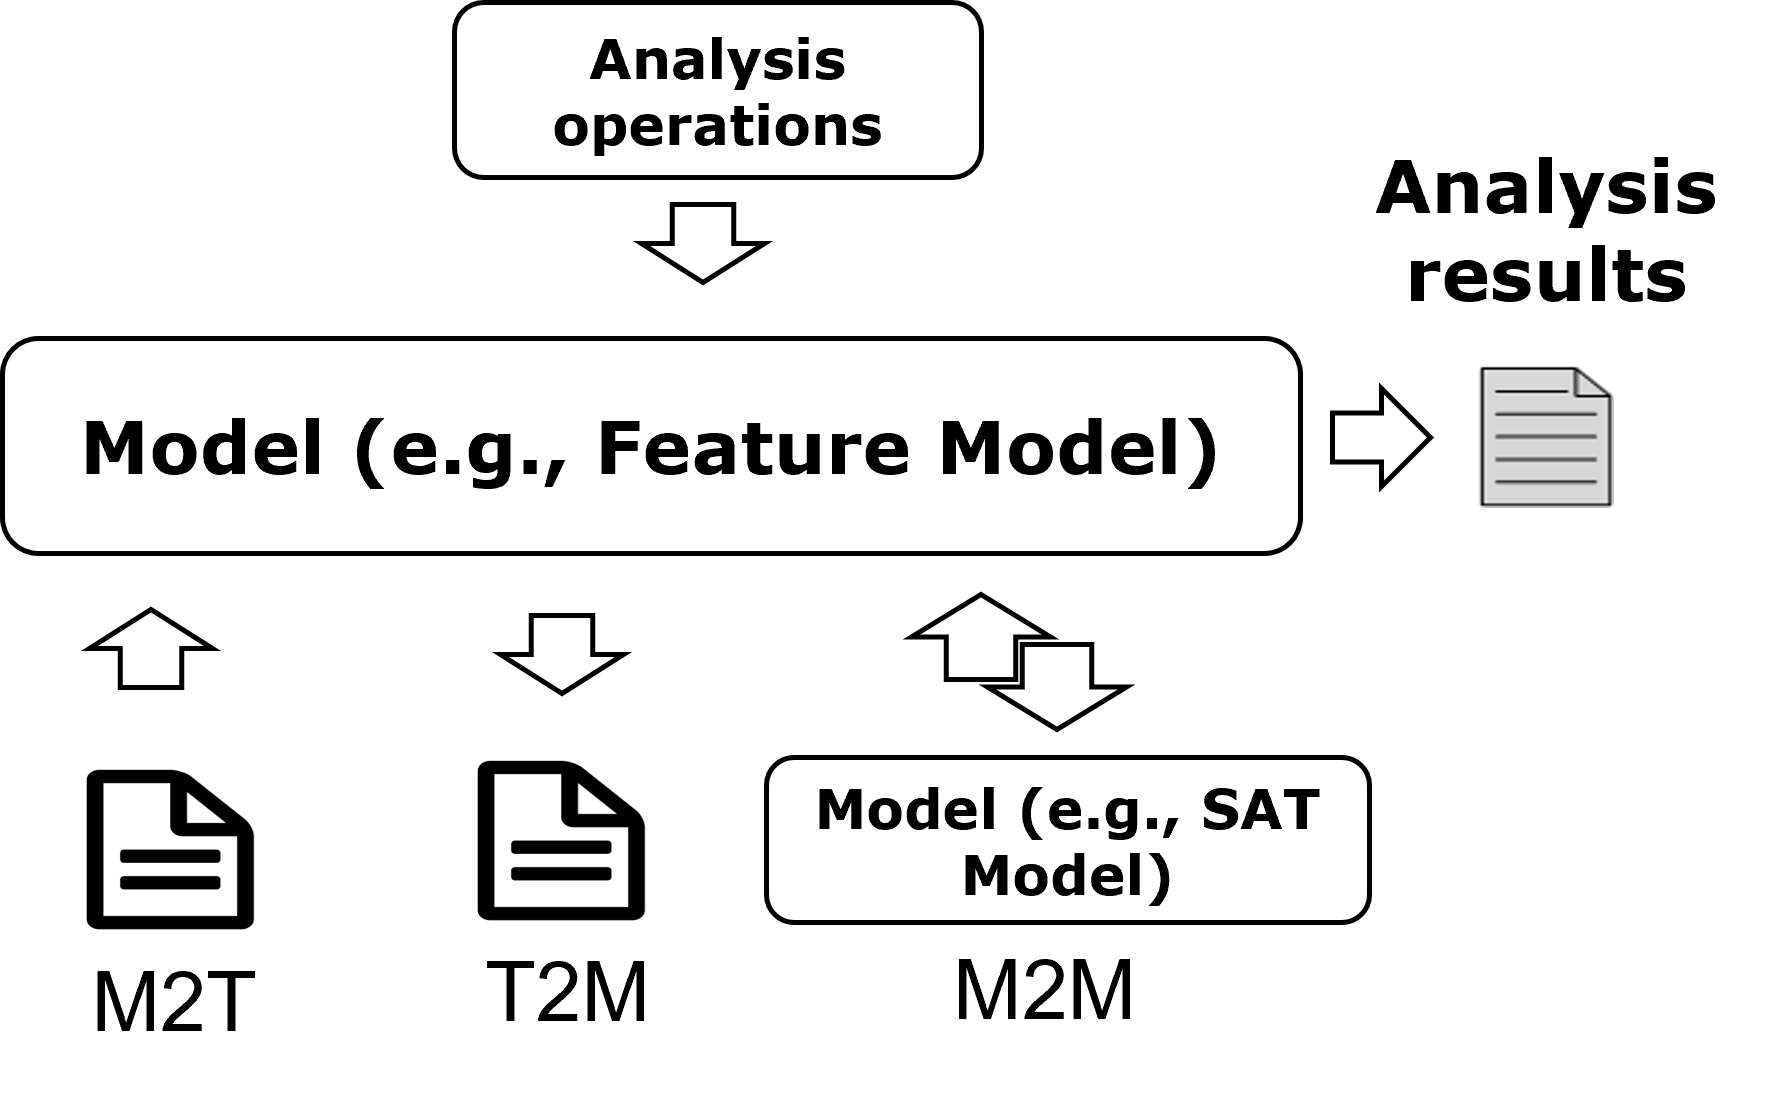 Analysis
operations
Analysis
results
Model (e.g., Feature Model)
Model (e.g., SAT
Model)
M2T
T2M
M2M